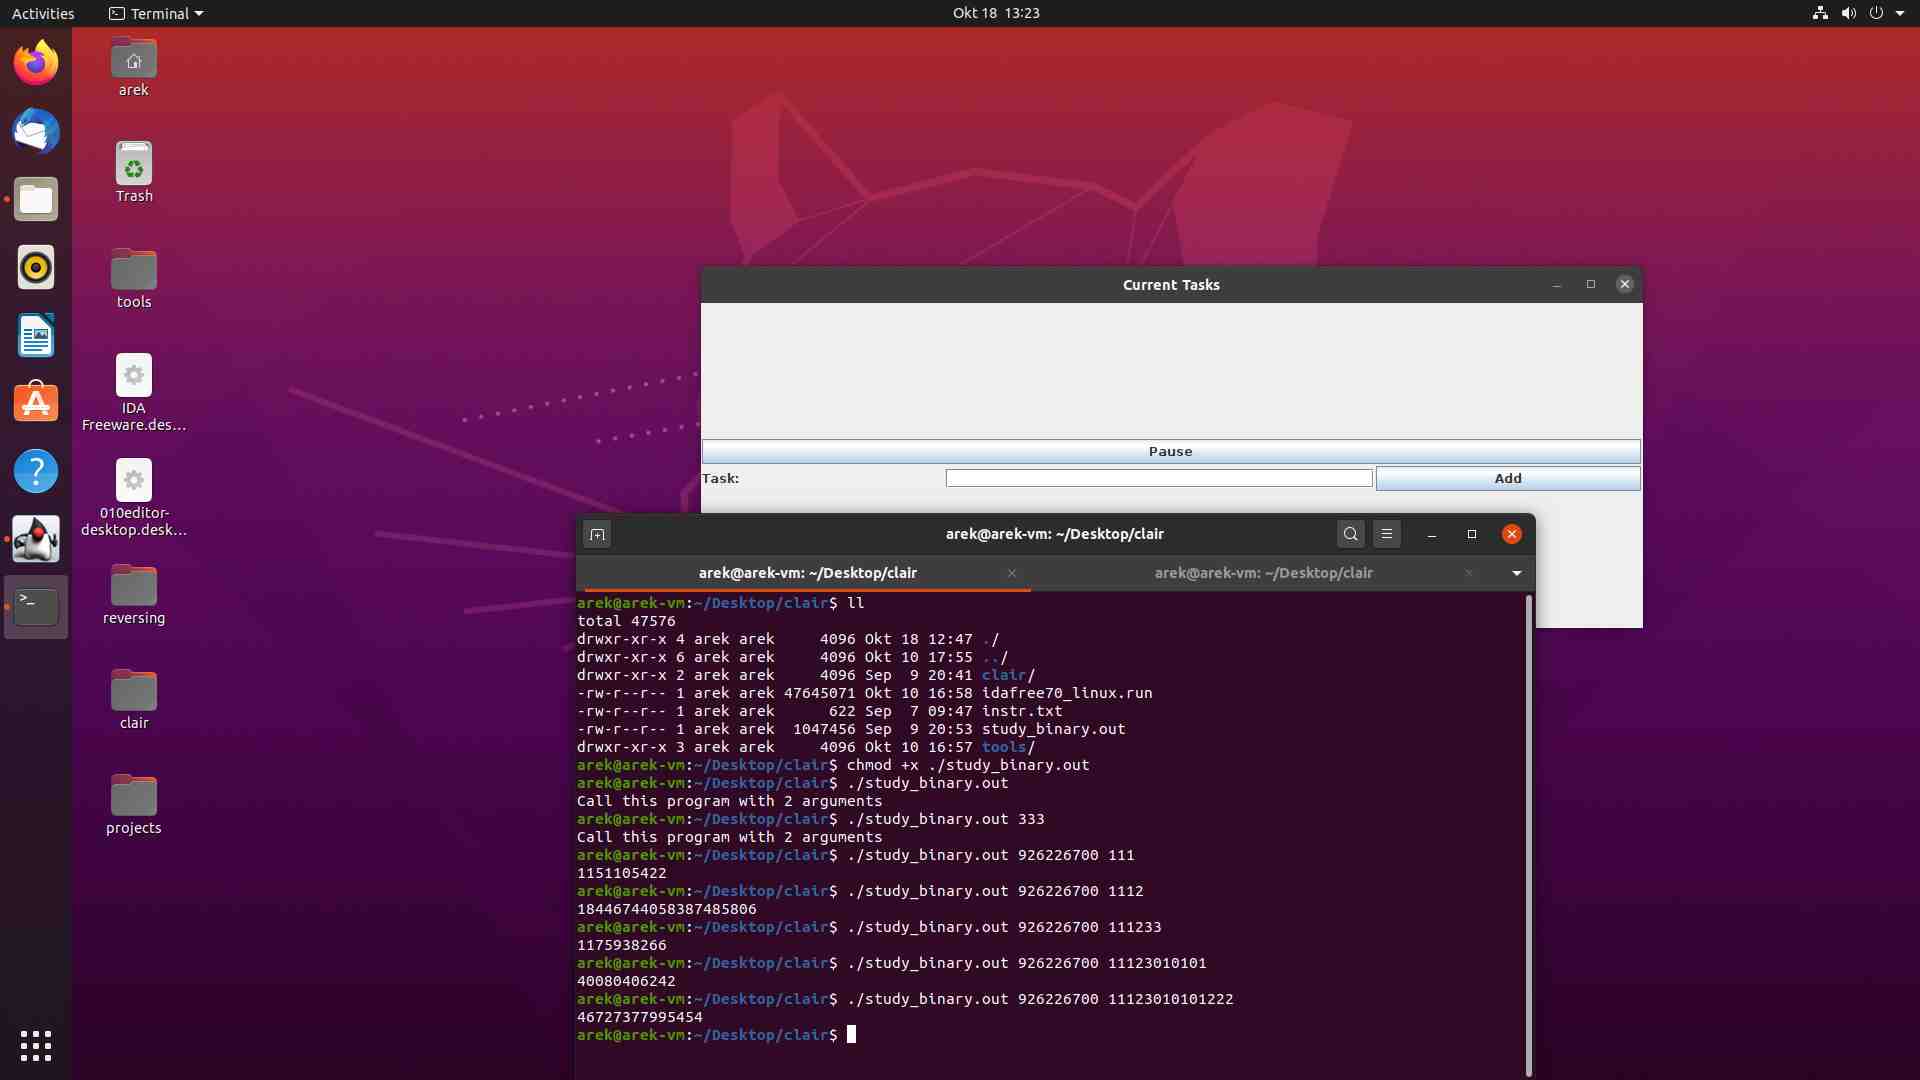 Activities
Terminal
Okt 18 13:23
arek
Trash
tools
IDA
Freeware.des...
010editor-
desktop.desk...
reversing
clair
projects
Current Tasks
Pause
Task:
Add
arek@arek-vm: ~/Desktop/clair
arek@arek-vm: ~/Desktop/clair
arek@arek-vm: ~/Desktop/clair
arek@arek-vm:~/Desktop/clair$ ll
total 47576
drwxr-xr-x 4 arek arek     4096 Okt 18 12:47 ./
drwxr-xr-x 6 arek arek     4096 Okt 10 17:55 ../
drwxr-xr-x 2 arek arek     4096 Sep  9 20:41 clair/
-rw-r--r-- 1 arek arek 47645071 Okt 10 16:58 idafree70_linux.run
-rw-r--r-- 1 arek arek      622 Sep  7 09:47 instr.txt
-rw-r--r-- 1 arek arek  1047456 Sep  9 20:53 study_binary.out
drwxr-xr-x 3 arek arek     4096 Okt 10 16:57 tools/
arek@arek-vm:~/Desktop/clair$ chmod +x ./study_binary.out
arek@arek-vm:~/Desktop/clair$ ./study_binary.out
Call this program with 2 arguments
arek@arek-vm:~/Desktop/clair$ ./study_binary.out 333
Call this program with 2 arguments
arek@arek-vm:~/Desktop/clair$ ./study_binary.out 926226700 111
1151105422
arek@arek-vm:~/Desktop/clair$ ./study_binary.out 926226700 1112
18446744058387485806
arek@arek-vm:~/Desktop/clair$ ./study_binary.out 926226700 111233
1175938266
arek@arek-vm:~/Desktop/clair$ ./study_binary.out 926226700 11123010101
40080406242
arek@arek-vm:~/Desktop/clair$ ./study_binary.out 926226700 11123010101222
46727377995454
arek@arek-vm:~/Desktop/clair$